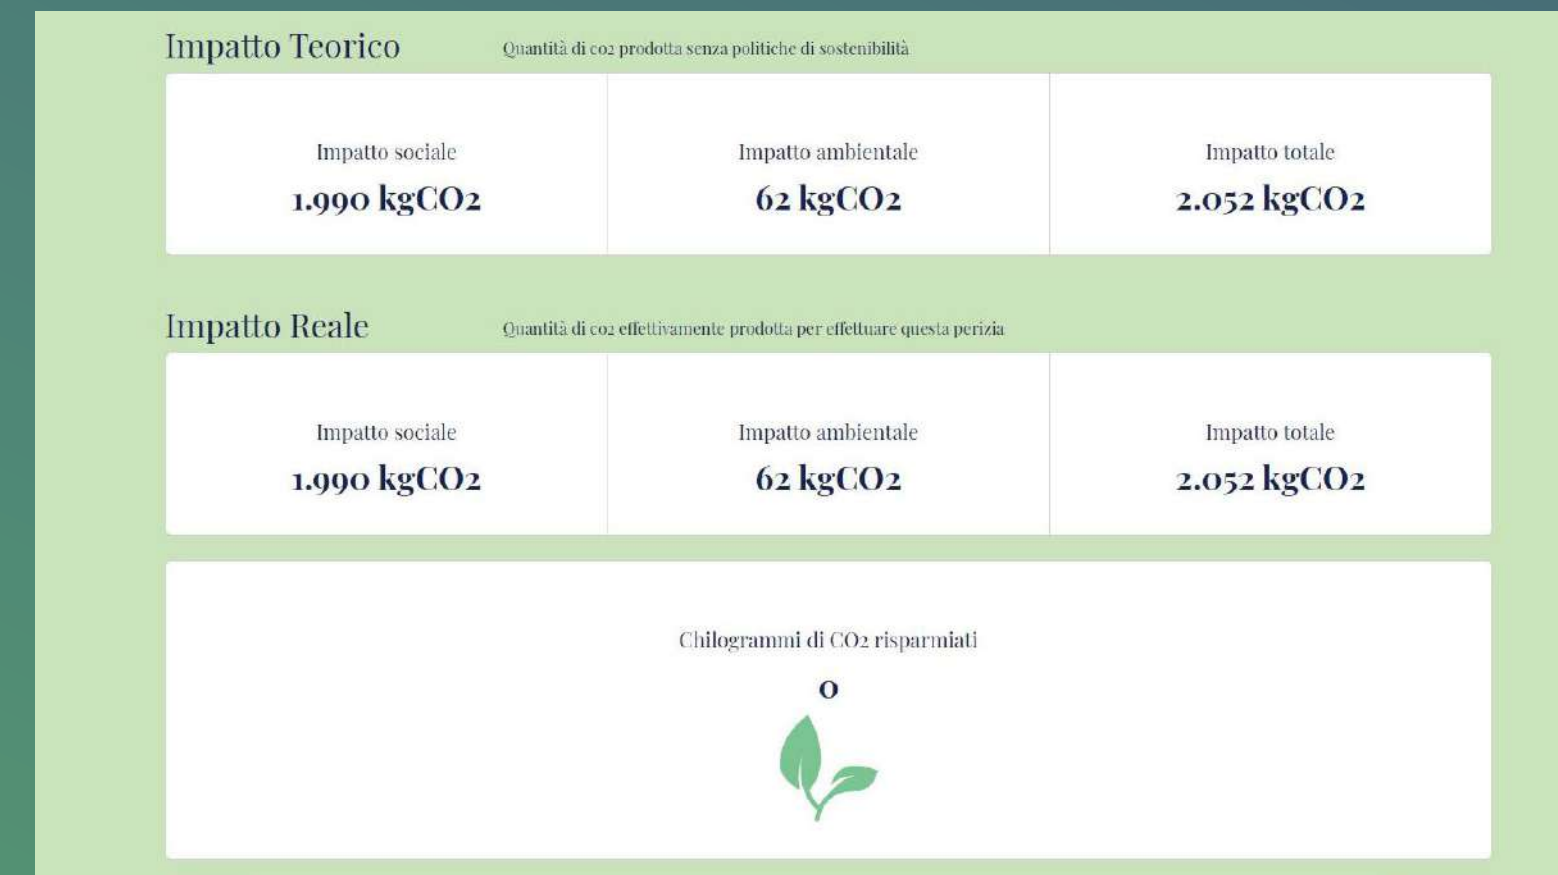 Impatto Teorico
Quantità di co2 prodotta senza politiche di sostenibilità
Impatto sociale
1.990 kgCO2
Impatto ambientale
62 kgCO2
Impatto totale
2.052 kgCO2
Impatto Reale
Quantità di co2 effettivamente prodotta per effettuare questa perizia
Impatto sociale
1.990 kgCO2
Impatto ambientale
62 kgCO2
Impatto totale
2.052 kgCO2
Chilogrammi di CO2 risparmiati
0